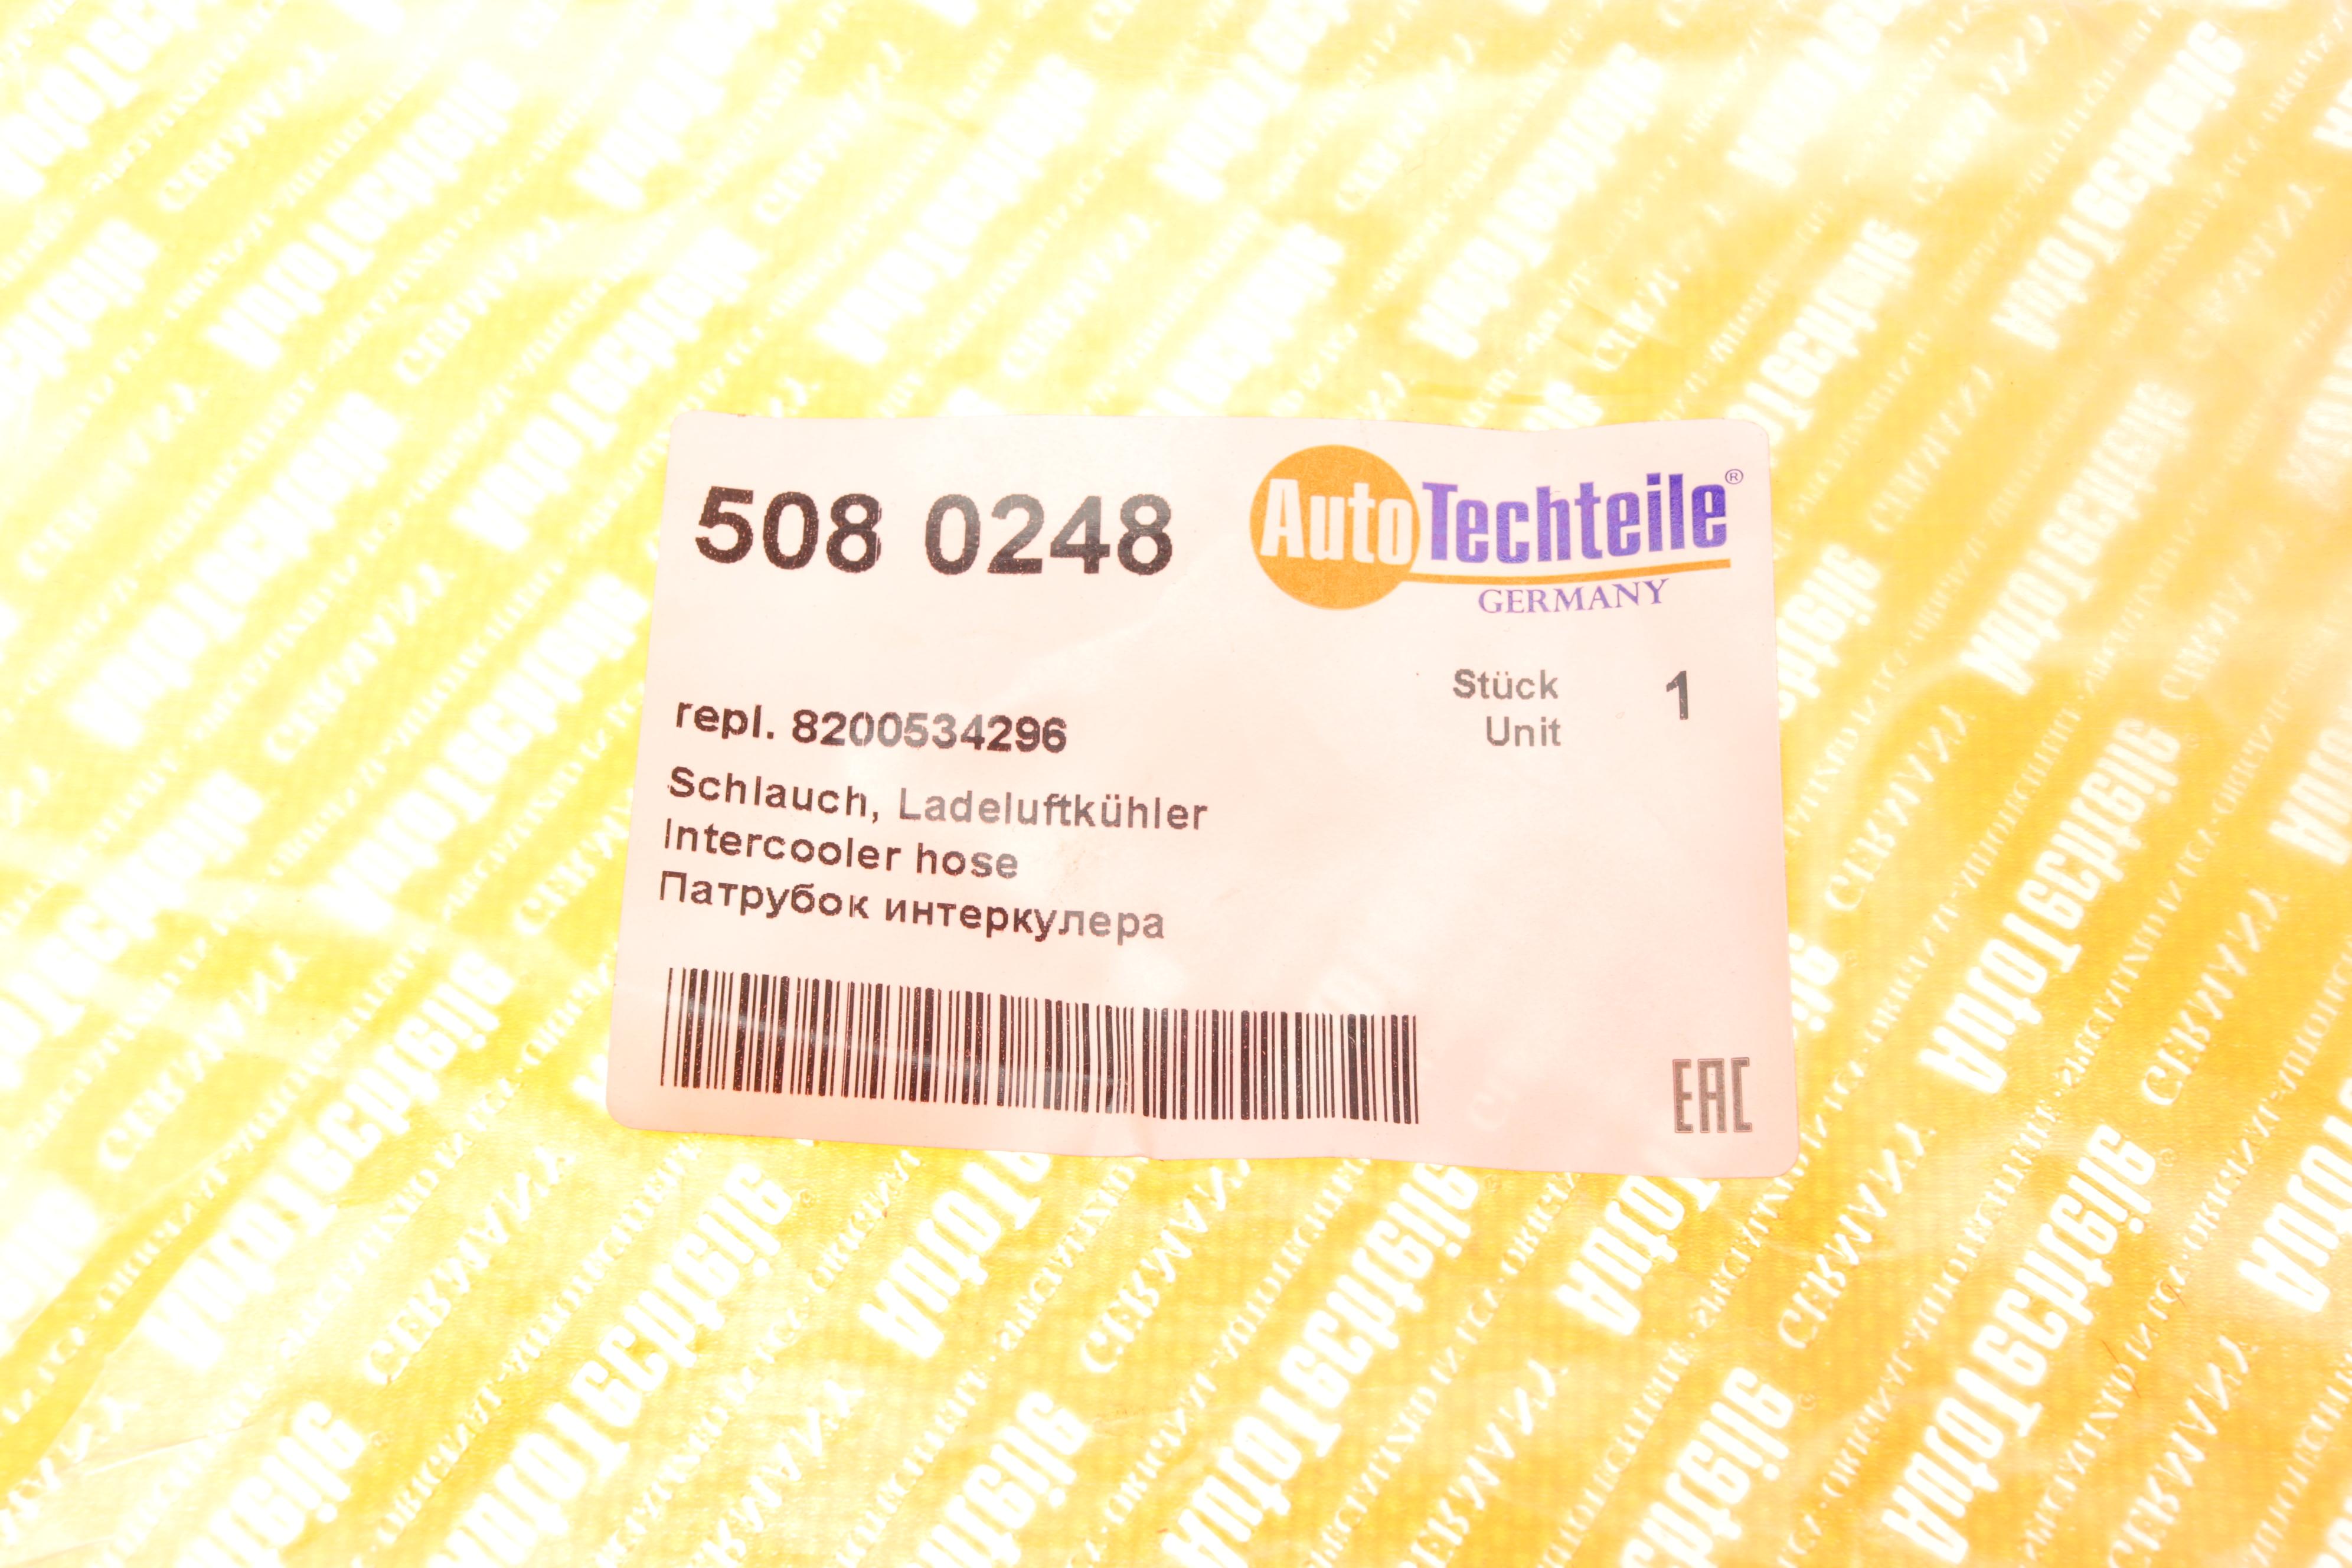 508 0248
AutoTechteile®
GERMANY
Stück 1
Unit
repl. 8200534296
Schlauch, Ladeluftkühler
Intercooler hose
Патрубок интеркулера
EAC